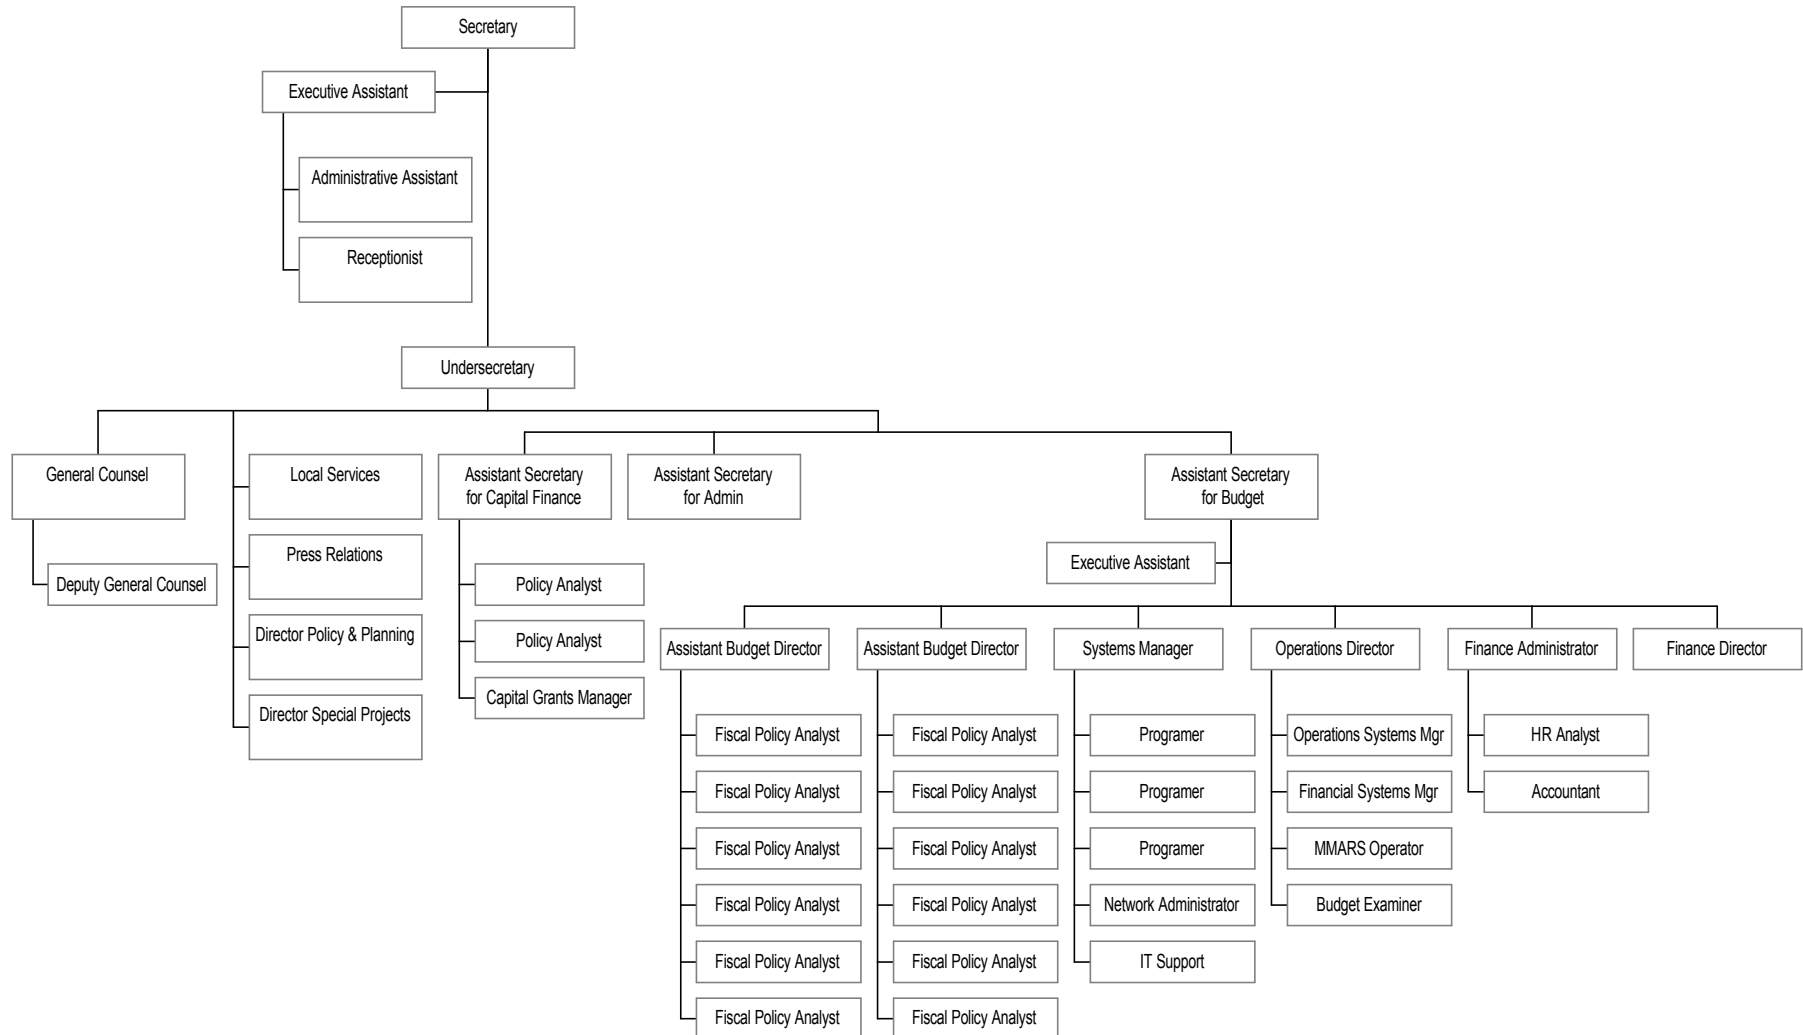 Secretary
Executive Assistant
Administrative Assistant
Receptionist
Undersecretary
General Counsel
Deputy General Counsel
Local Services
Press Relations
Director Policy & Planning
Director Special Projects
Assistant Secretary
for Capital Finance
Policy Analyst
Policy Analyst
Capital Grants Manager
Assistant Secretary
for Admin
Assistant Secretary
for Budget
Executive Assistant
Assistant Budget Director
Fiscal Policy Analyst
Fiscal Policy Analyst
Fiscal Policy Analyst
Fiscal Policy Analyst
Fiscal Policy Analyst
Fiscal Policy Analyst
Assistant Budget Director
Fiscal Policy Analyst
Fiscal Policy Analyst
Fiscal Policy Analyst
Fiscal Policy Analyst
Fiscal Policy Analyst
Fiscal Policy Analyst
Systems Manager
Programer
Programer
Programer
Network Administrator
IT Support
Operations Director
Operations Systems Mgr
Financial Systems Mgr
MMARS Operator
Budget Examiner
Finance Administrator
HR Analyst
Accountant
Finance Director